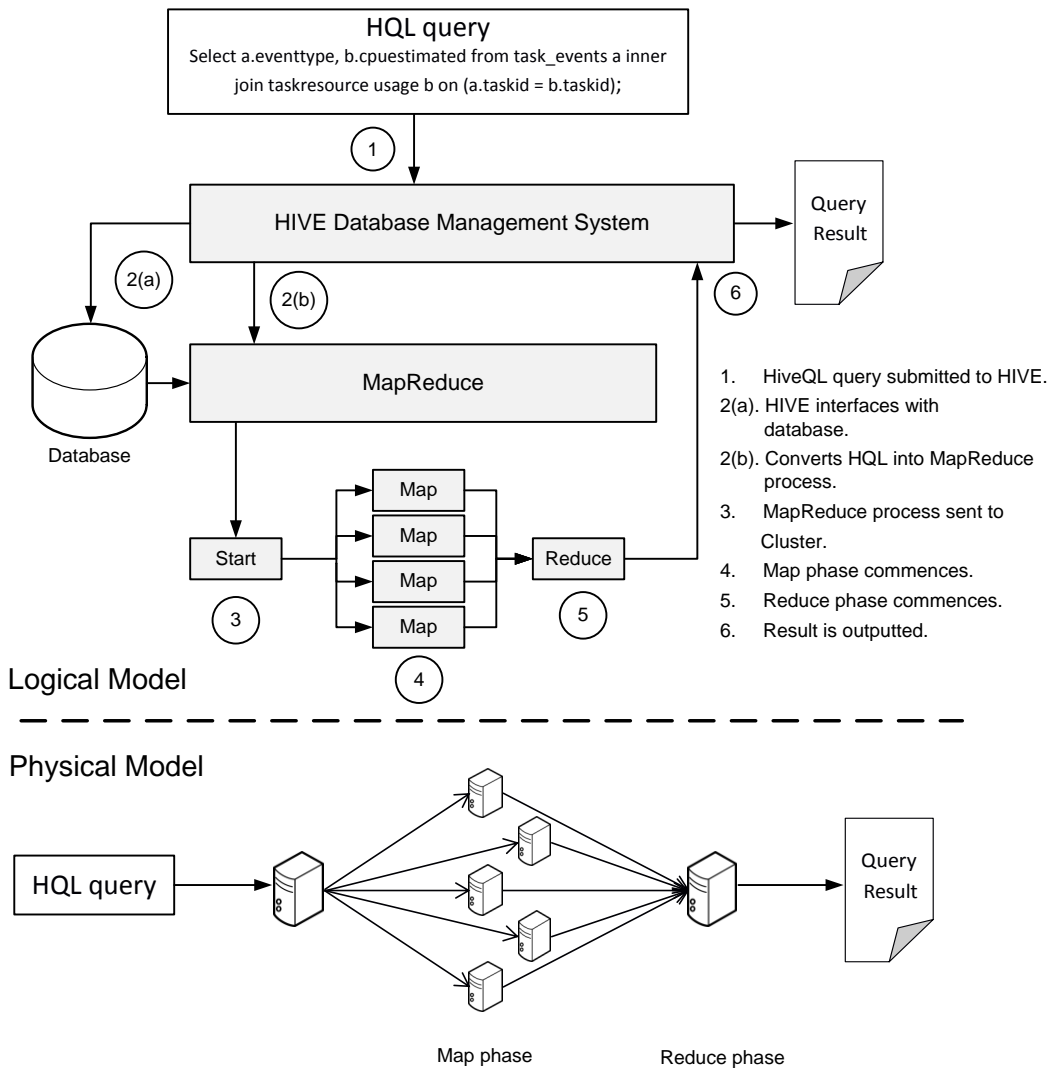 HQL query
Select a.eventtype, b.cpuestimated from task_events a inner
join taskresource usage b on (a.taskid = b.taskid);
1
HIVE Database Management System
Query
Result
2(a)
2(b)
6
MapReduce
Database
1. HiveQL query submitted to HIVE.
2(a). HIVE interfaces with
database.
2(b). Converts HQL into MapReduce
process.
3. MapReduce process sent to
Cluster.
4. Map phase commences.
5. Reduce phase commences.
6. Result is outputted.
Map
Map
Map
Map
Start
Reduce
3
5
4
Logical Model
Physical Model
HQL query
Query
Result
Map phase
Reduce phase